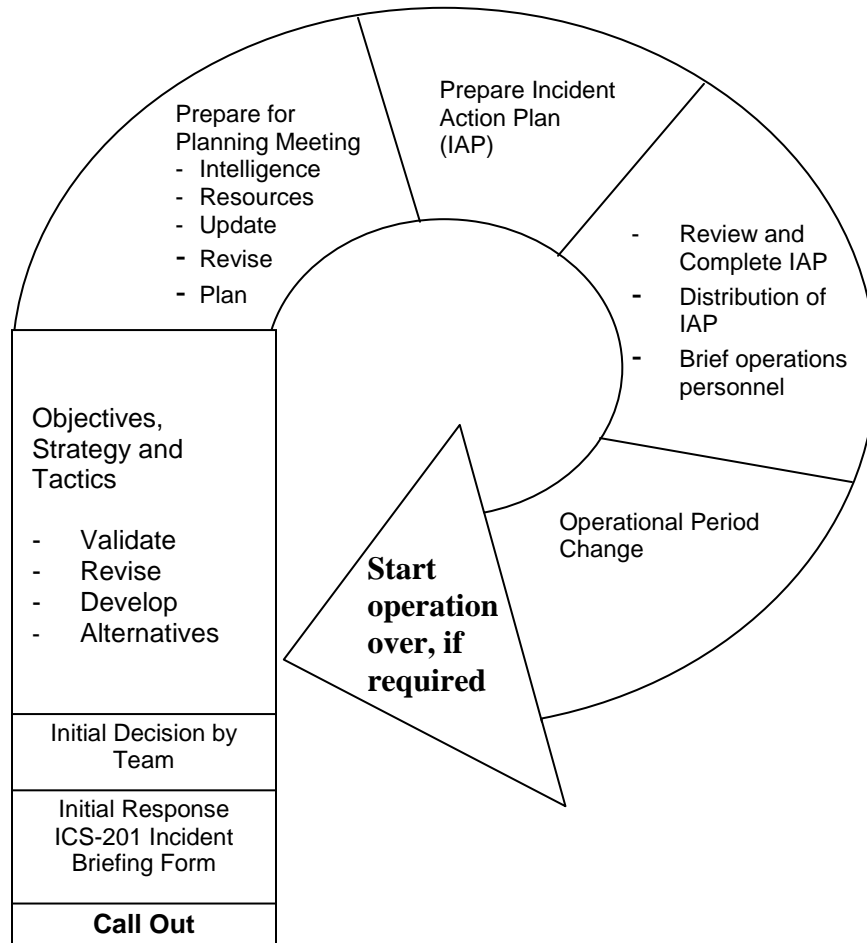 Prepare for
Planning Meeting
- Intelligence
- Resources
- Update
- Revise
- Plan
Prepare Incident
Action Plan
(IAP)
- Review and
Complete IAP
- Distribution of
IAP
- Brief operations
personnel
Operational Period
Change
Start
operation
over, if
required
Objectives,
Strategy and
Tactics
- Validate
- Revise
- Develop
- Alternatives
Initial Decision by
Team
Initial Response
ICS-201 Incident
Briefing Form
Call Out